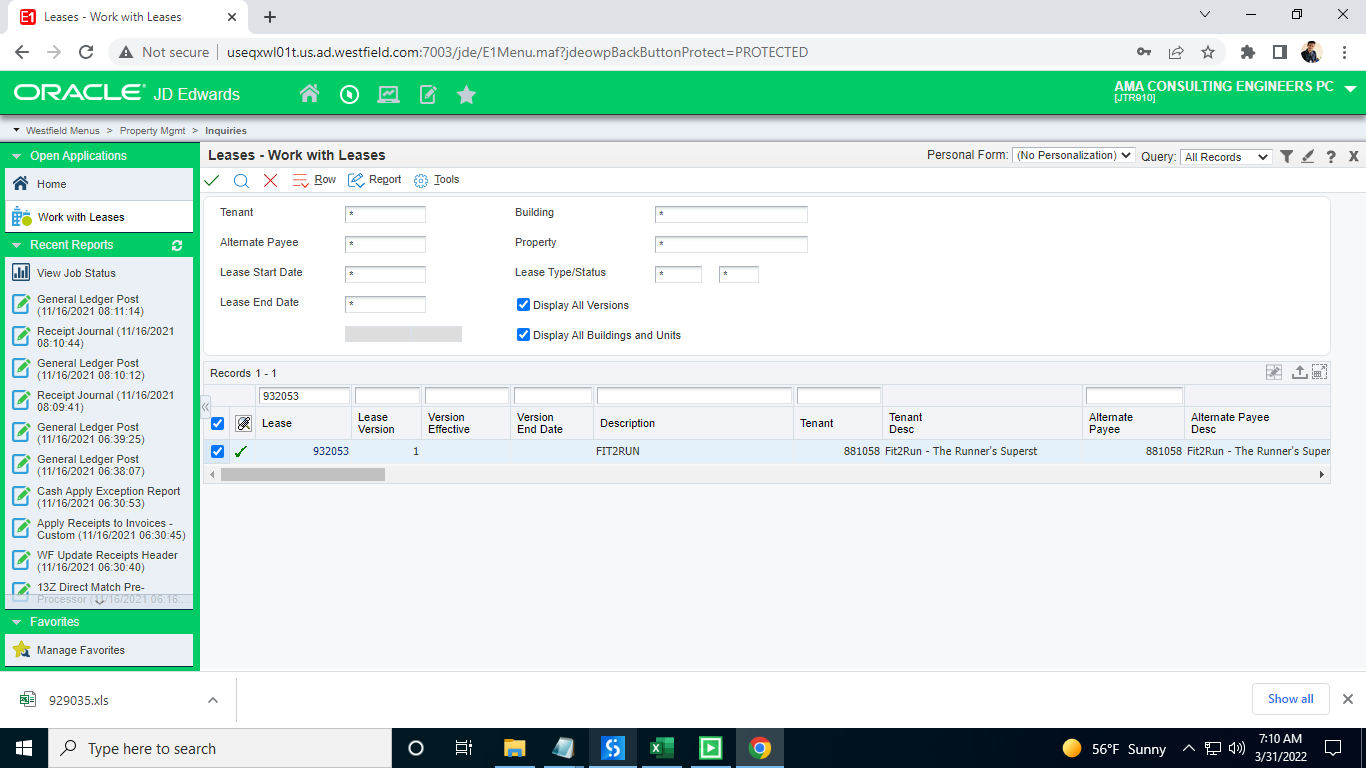 E1 Leases - Work with Leases
Not secure | useqxwl01t.us.ad.westfield.com:7003/jde/E1Menu.maf?jdeowpBackButtonProtect=PROTECTED
ORACLE JD Edwards
AMA CONSULTING ENGINEERS PC
[JTR910]
Westfield Menus > Property Mgmt > Inquiries
Open Applications
Home
Work with Leases
Recent Reports
View Job Status
General Ledger Post
(11/16/2021 08:11:14)
Receipt Journal (11/16/2021
08:10:44)
General Ledger Post
(11/16/2021 08:10:12)
Receipt Journal (11/16/2021
08:09:41)
General Ledger Post
(11/16/2021 06:39:25)
General Ledger Post
(11/16/2021 06:38:07)
Cash Apply Exception Report
(11/16/2021 06:30:53)
Apply Receipts to Invoices -
Custom (11/16/2021 06:30:45)
WF Update Receipts Header
(11/16/2021 06:30:40)
13Z Direct Match Pre-
Processor (11/16/2021 06:16
Favorites
Manage Favorites
Leases - Work with Leases
Personal Form: (No Personalization) Query: All Records ? X
Row Report Tools
Tenant * Building *
Alternate Payee * Property *
Lease Start Date * Lease Type/Status * *
Lease End Date * Display All Versions
Display All Buildings and Units
Records 1 - 1
932053
Lease Lease Version Version Effective Version End Date Description Tenant Tenant Desc Alternate Payee Alternate Payee Desc
932053 1 FIT2RUN 881058 Fit2Run - The Runner's Superst 881058 Fit2Run - The Runner's Super
929035.xls Show all
Type here to search
56°F Sunny
7:10 AM
3/31/2022